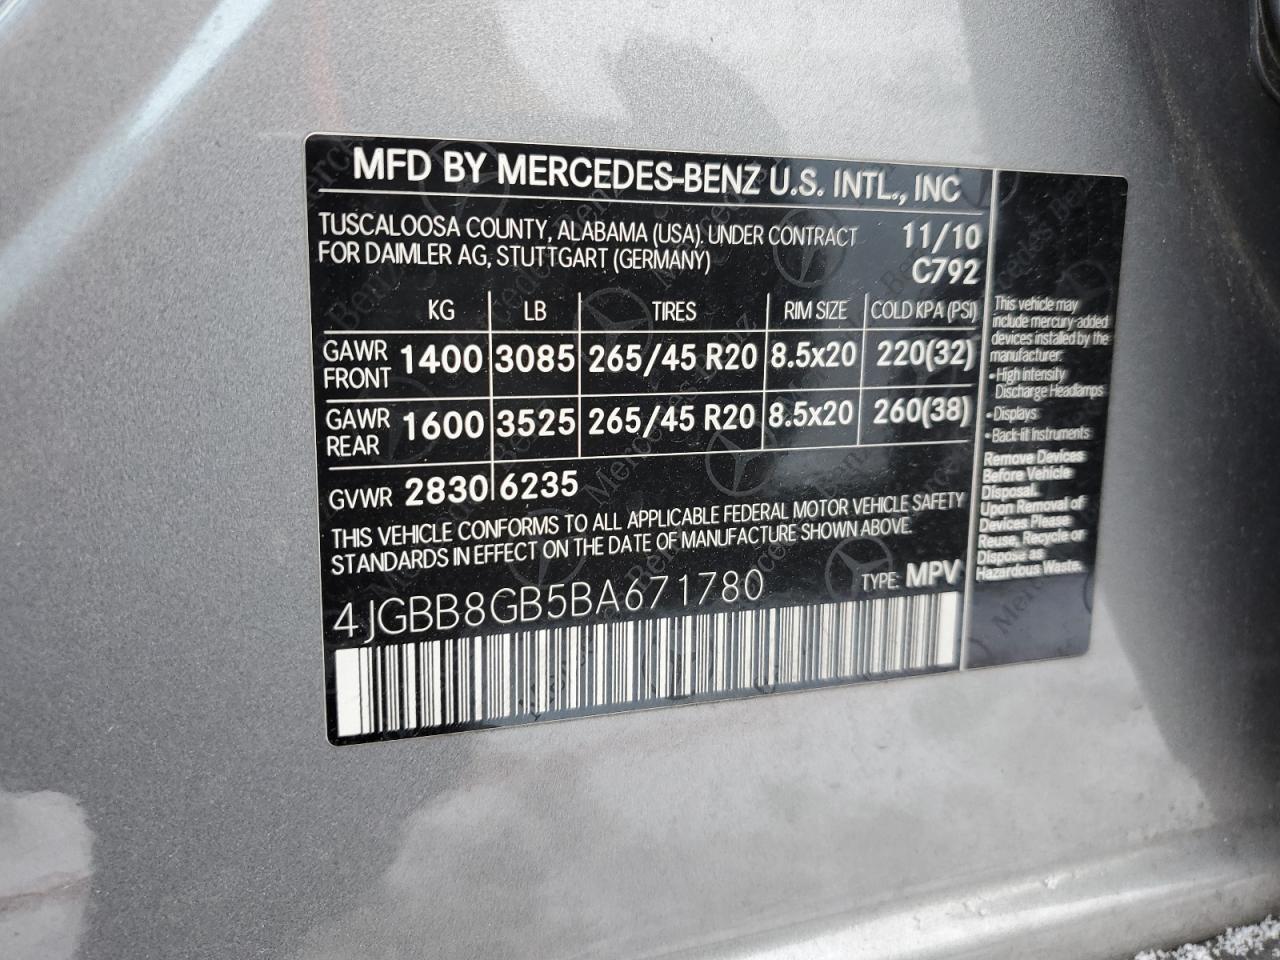 MFD BY MERCEDES-BENZ U.S. INTL., INC
TUSCALOOSA COUNTY, ALABAMA (USA). UNDER CONTRACT 11/10
FOR DAIMLER AG, STUTTGART (GERMANY) C792
KG LB TIRES RIM SIZE COLD KPA (PSI)
GAWR FRONT 1400 3085 265/45 R20 8.5x20 220(32)
GAWR REAR 1600 3525 265/45 R20 8.5x20 260(38)
GVWR 2830 6235
THIS VEHICLE CONFORMS TO ALL APPLICABLE FEDERAL MOTOR VEHICLE SAFETY
STANDARDS IN EFFECT ON THE DATE OF MANUFACTURE SHOWN ABOVE.
4JGBB8GB5BA671780 TYPE: MPV
This vehicle may
include mercury-added
devices installed by the
manufacturer:
• High Intensity
Discharge Headlamps
• Displays
• Back-lit Instruments
Remove Devices
Before Vehicle
Disposal.
Upon Removal of
Devices Please
Reuse, Recycle or
Dispose as
Hazardous Waste.